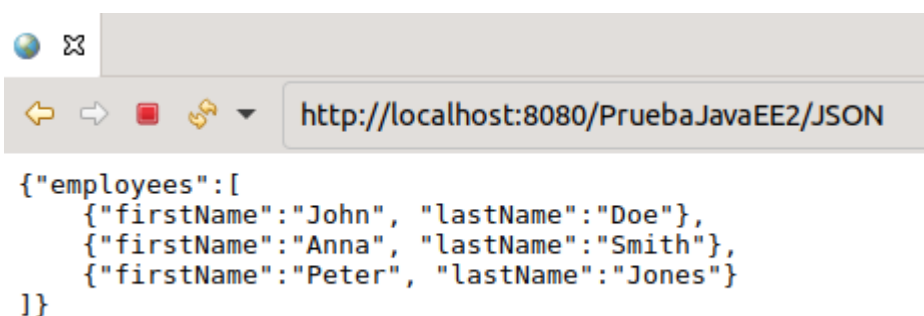 http://localhost:8080/PruebaJavaEE2/JSON
{"employees":[
    {"firstName":"John", "lastName":"Doe"},
    {"firstName":"Anna", "lastName":"Smith"},
    {"firstName":"Peter", "lastName":"Jones"}
]}